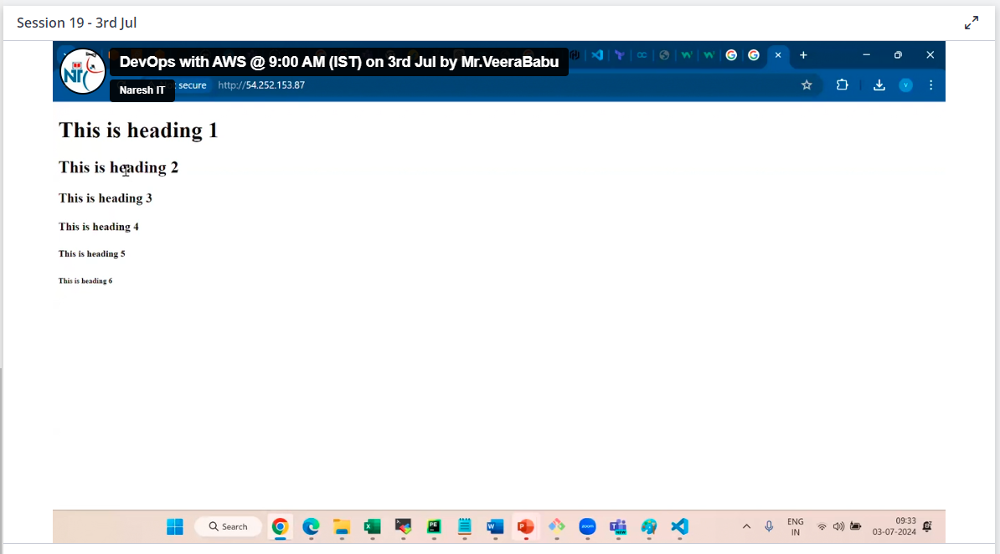 Session 19 - 3rd Jul
DevOps with AWS @ 9:00 AM (IST) on 3rd Jul by Mr.VeeraBabu
Naresh IT
secure http://54.252.153.87
This is heading 1
This is heading 2
This is heading 3
This is heading 4
This is heading 5
This is heading 6
Search
ENG
IN
09:33
03-07-2024